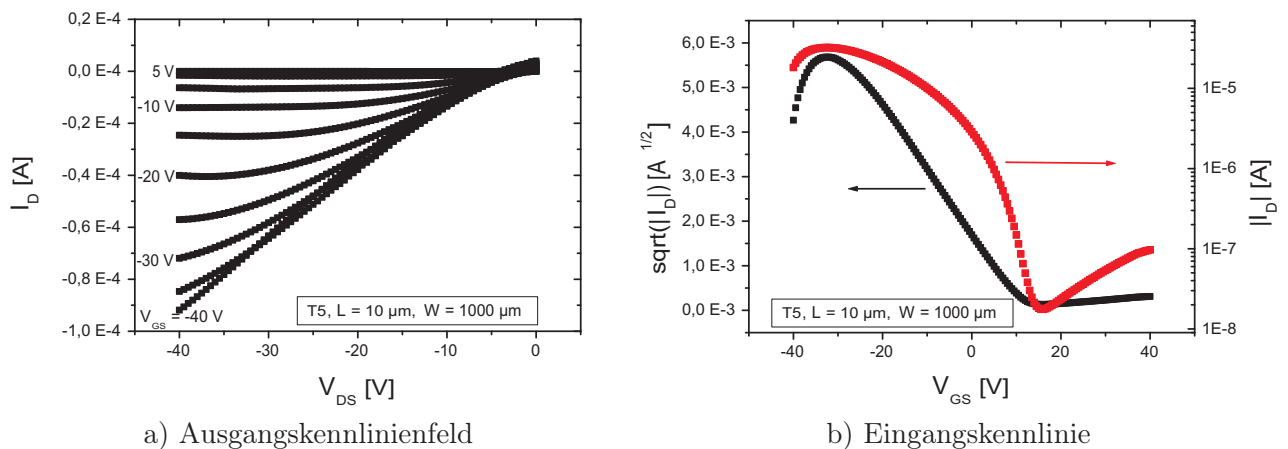 0,2 E-4
0,0 E-4
-0,2 E-4
-0,4 E-4
-0,6 E-4
-0,8 E-4
-1,0 E-4
I_D [A]
5 V
-10 V
-20 V
-30 V
V_GS = -40 V
T5, L = 10 µm, W = 1000 µm
-40 -30 -20 -10 0
V_DS [V]
a) Ausgangskennlinienfeld
6,0 E-3
5,0 E-3
4,0 E-3
3,0 E-3
2,0 E-3
1,0 E-3
0,0 E-3
sqrt(|I_D|) [A^1/2]
1E-5
1E-6
1E-7
1E-8
|I_D| [A]
T5, L = 10 µm, W = 1000 µm
-40 -20 0 20 40
V_GS [V]
b) Eingangskennlinie